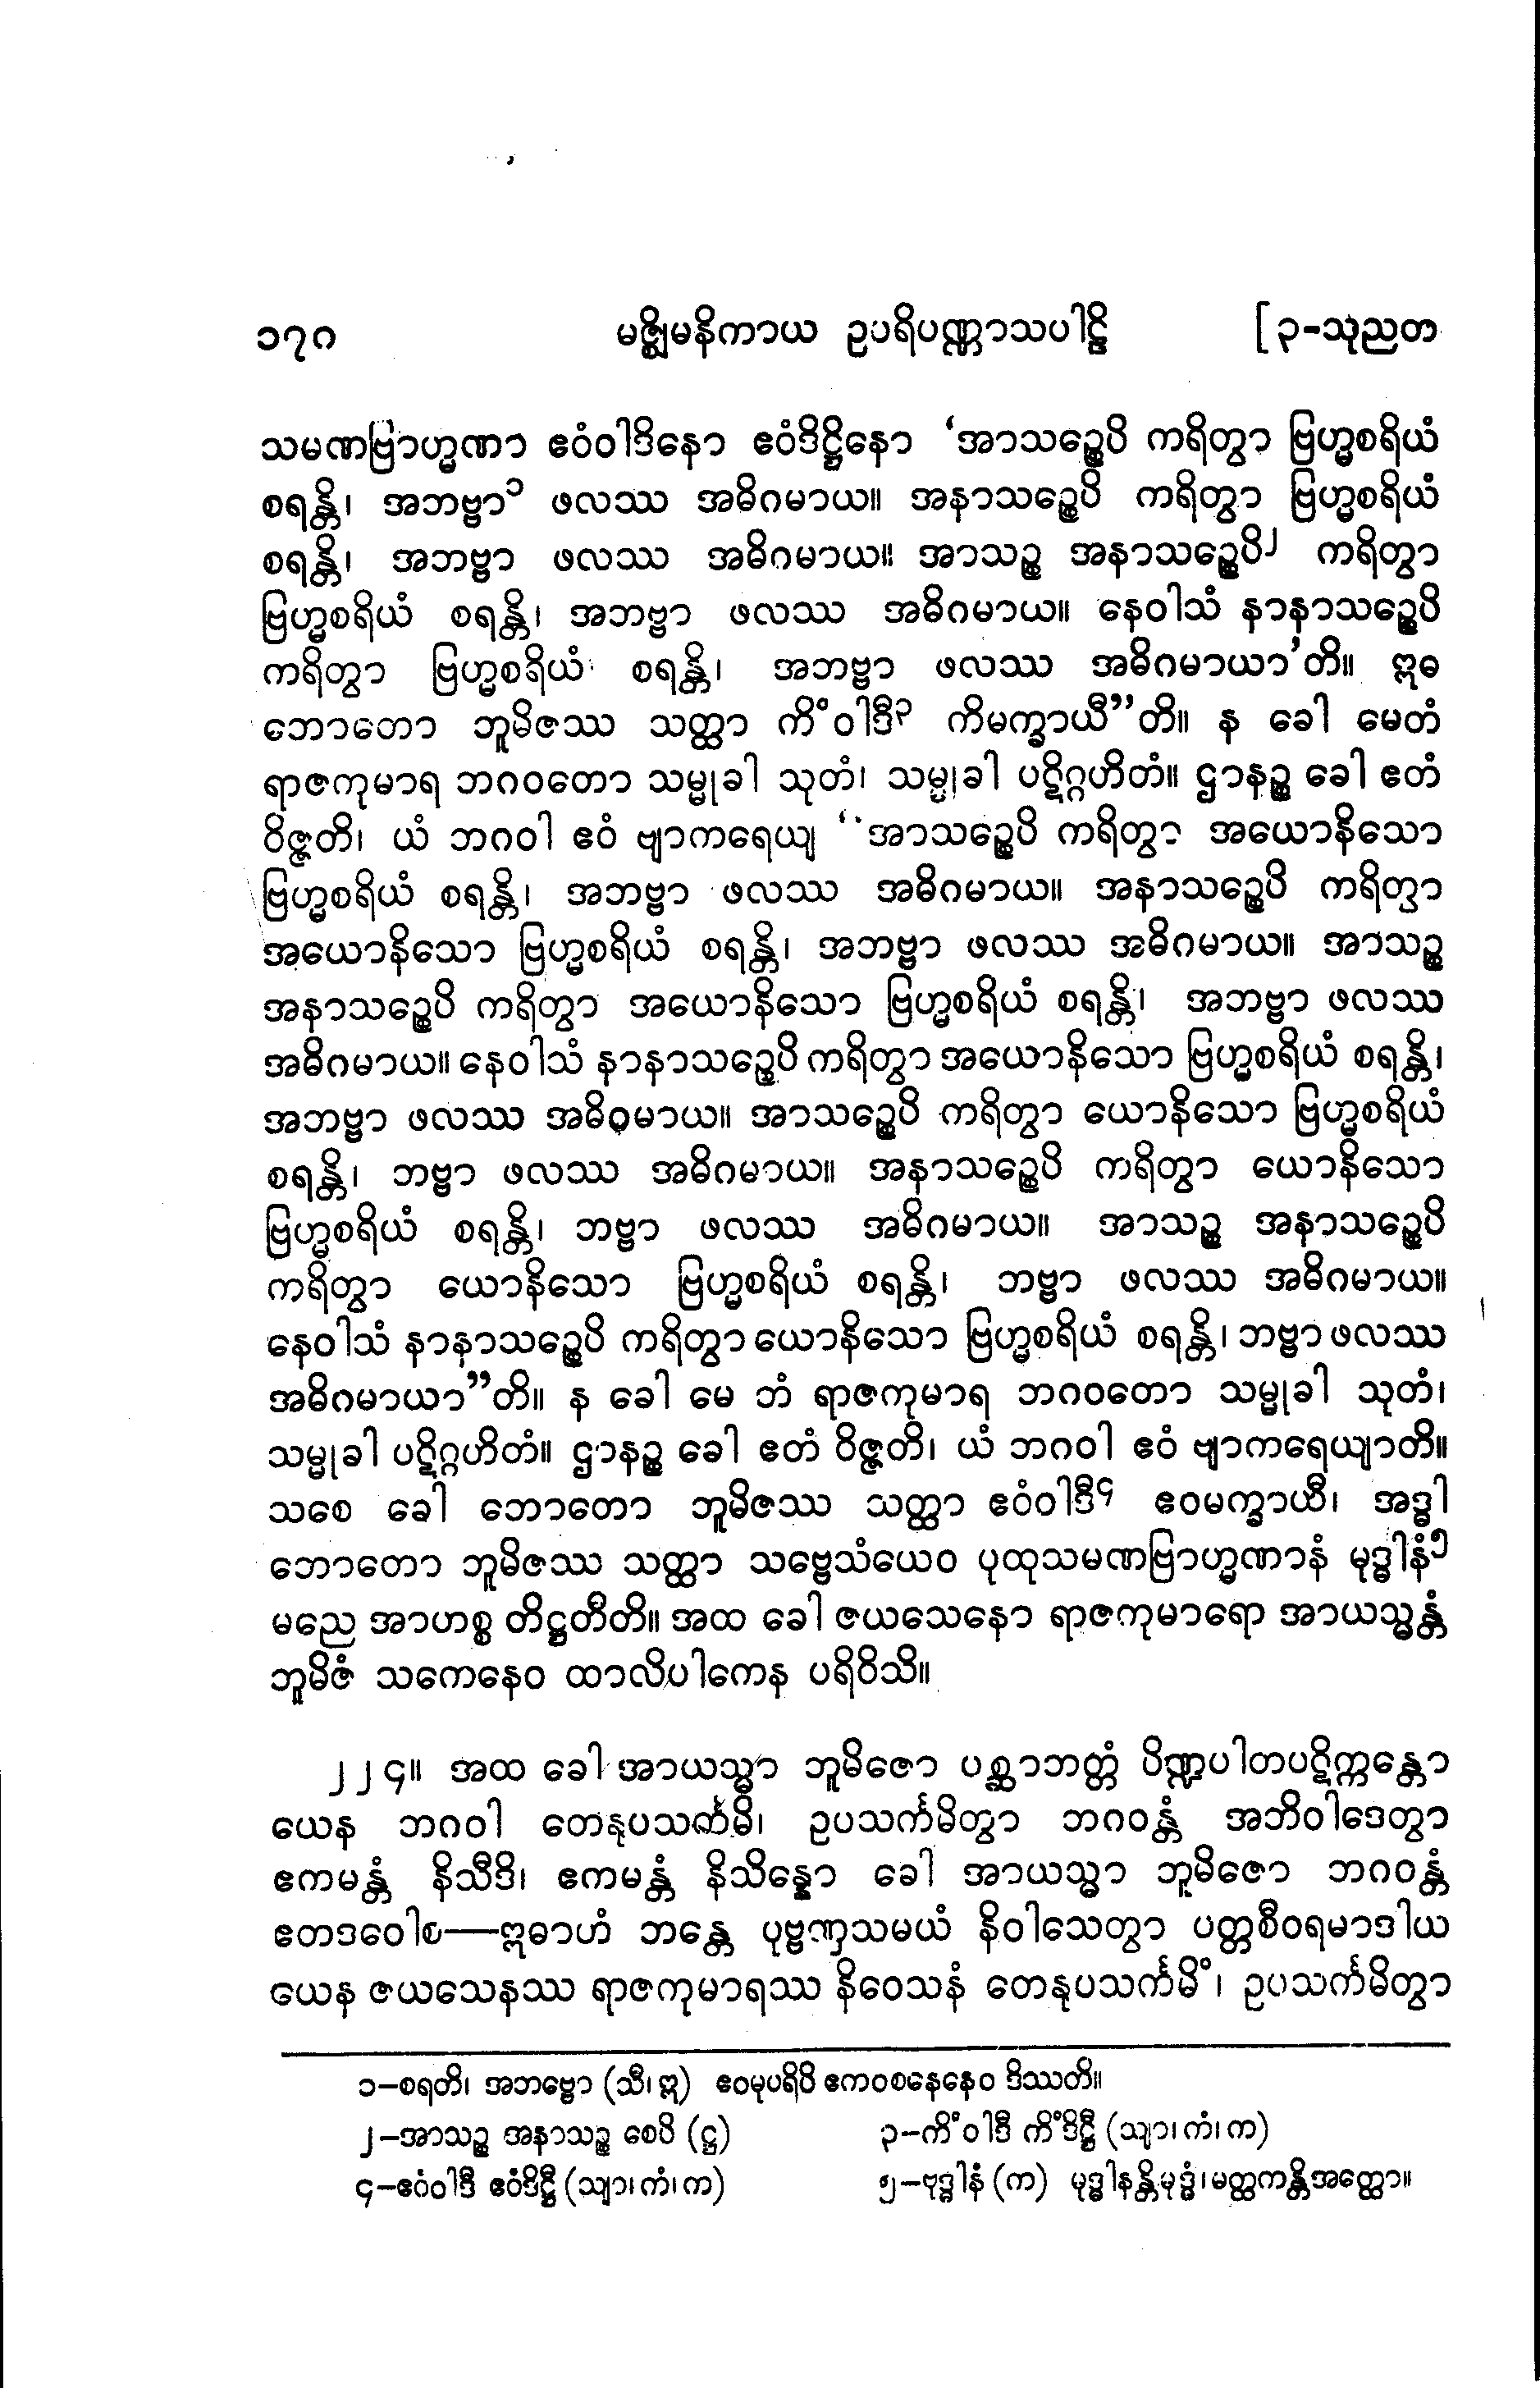 ၁၇ဂ မဇ္ဈိမနိကာယ ဥပရိပဏ္ဏာသပါဠိ [၃-သုညတ
သမဏဗြာဟ္မဏာ ဧဝံဝါဒိနော ဧဝံဒိဋ္ဌိနော ‘အာသဉ္စေပိ ကရိတွာ ဗြဟ္မစရိယံ
စရန္တိ၊ အဘဗ္ဗာ၁ ဖလဿ အဓိဂမာယ။ အနာသဉ္စေပိ ကရိတွာ ဗြဟ္မစရိယံ
စရန္တိ၊ အဘဗ္ဗာ ဖလဿ အဓိဂမာယ။ အာသဉ္စ အနာသဉ္စေပိ၂ ကရိတွာ
ဗြဟ္မစရိယံ စရန္တိ၊ အဘဗ္ဗာ ဖလဿ အဓိဂမာယ။ နေဝါသံ နာနာသဉ္စေပိ
ကရိတွာ ဗြဟ္မစရိယံ စရန္တိ၊ အဘဗ္ဗာ ဖလဿ အဓိဂမာယာ’တိ။ ဣဓ
ဘောတော ဘူမိဇဿ သတ္ထာ ကိံဝါဒီ၃ ကိမက္ခာယီ”တိ။ န ခေါ မေတံ
ရာဇကုမာရ ဘဂဝတော သမ္မုခါ သုတံ၊ သမ္မုခါ ပဋိဂ္ဂဟိတံ။ ဌာနဉ္စ ခေါ ဧတံ
ဝိဇ္ဇတိ၊ ယံ ဘဂဝါ ဧဝံ ဗျာကရေယျ “အာသဉ္စေပိ ကရိတွာ အယောနိသော
ဗြဟ္မစရိယံ စရန္တိ၊ အဘဗ္ဗာ ဖလဿ အဓိဂမာယ။ အနာသဉ္စေပိ ကရိတွာ
အယောနိသော ဗြဟ္မစရိယံ စရန္တိ၊ အဘဗ္ဗာ ဖလဿ အဓိဂမာယ။ အာသဉ္စ
အနာသဉ္စေပိ ကရိတွာ အယောနိသော ဗြဟ္မစရိယံ စရန္တိ၊ အဘဗ္ဗာ ဖလဿ
အဓိဂမာယ။ နေဝါသံ နာနာသဉ္စေပိ ကရိတွာ အယောနိသော ဗြဟ္မစရိယံ စရန္တိ၊
အဘဗ္ဗာ ဖလဿ အဓိဂမာယ။ အာသဉ္စေပိ ကရိတွာ ယောနိသော ဗြဟ္မစရိယံ
စရန္တိ၊ ဘဗ္ဗာ ဖလဿ အဓိဂမာယ။ အနာသဉ္စေပိ ကရိတွာ ယောနိသော
ဗြဟ္မစရိယံ စရန္တိ၊ ဘဗ္ဗာ ဖလဿ အဓိဂမာယ။ အာသဉ္စ အနာသဉ္စေပိ
ကရိတွာ ယောနိသော ဗြဟ္မစရိယံ စရန္တိ၊ ဘဗ္ဗာ ဖလဿ အဓိဂမာယ။
နေဝါသံ နာနာသဉ္စေပိ ကရိတွာ ယောနိသော ဗြဟ္မစရိယံ စရန္တိ၊ ဘဗ္ဗာ ဖလဿ
အဓိဂမာယာ”တိ။ န ခေါ မေ တံ ရာဇကုမာရ ဘဂဝတော သမ္မုခါ သုတံ၊
သမ္မုခါ ပဋိဂ္ဂဟိတံ။ ဌာနဉ္စ ခေါ ဧတံ ဝိဇ္ဇတိ၊ ယံ ဘဂဝါ ဧဝံ ဗျာကရေယျာတိ။
သစေ ခေါ ဘောတော ဘူမိဇဿ သတ္ထာ ဧဝံဝါဒီ၄ ဧဝမက္ခာယီ၊ အဒ္ဓါ
ဘောတော ဘူမိဇဿ သတ္ထာ သဗ္ဗေသံယေဝ ပုထုသမဏဗြာဟ္မဏာနံ မုဒ္ဓါနံ၅
မညေ အာဟစ္စ တိဋ္ဌတီတိ။ အထ ခေါ ဇယသေနော ရာဇကုမာရော အာယသ္မန္တံ
ဘူမိဇံ သကေနေဝ ထာလိပါကေန ပရိဝိသိ။
၂၂၄။ အထ ခေါ အာယသ္မာ ဘူမိဇော ပစ္ဆာဘတ္တံ ပိဏ္ဍပါတပဋိက္ကန္တော
ယေန ဘဂဝါ တေနုပသင်္ကမိ၊ ဥပသင်္ကမိတွာ ဘဂဝန္တံ အဘိဝါဒေတွာ
ဧကမန္တံ နိသီဒိ၊ ဧကမန္တံ နိသိန္နော ခေါ အာယသ္မာ ဘူမိဇော ဘဂဝန္တံ
ဧတဒဝေါစ—ဣဓာဟံ ဘန္တေ ပုဗ္ဗဏှသမယံ နိဝါသေတွာ ပတ္တစီဝရမာဒါယ
ယေန ဇယသေနဿ ရာဇကုမာရဿ နိဝေသနံ တေနုပသင်္ကမိံ၊ ဥပသင်္ကမိတွာ
၁-စရတိ၊ အဘဗ္ဗော (သီ၊ဣ) ဧဝမုပရိပိ ဧကဝစနေနေဝ ဒိဿတိ။
၂-အာသဉ္စ အနာသဉ္စ စေပိ (ဋ္ဌ) ၃-ကိံဝါဒီ ကိံဒိဋ္ဌီ (သျာ၊ကံ၊က)
၄-ဧဝံဝါဒီ ဧဝံဒိဋ္ဌီ (သျာ၊ကံ၊က) ၅-ဗုဒ္ဓါနံ (က) မုဒ္ဓါနန္တိမုဒ္ဓံ၊မတ္ထကန္တိအတ္ထော။